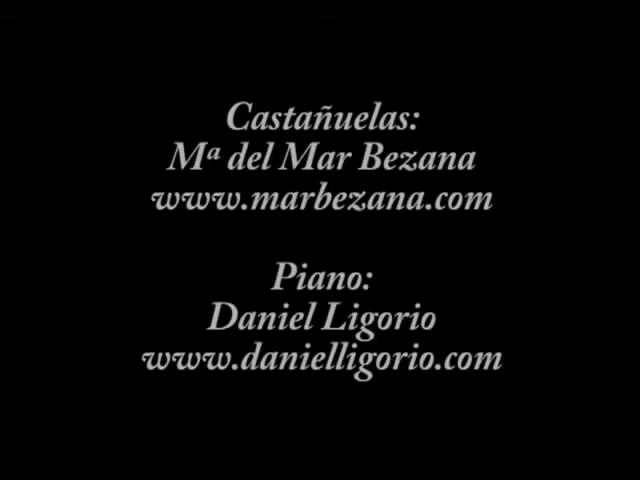 Castañuelas:
Mª del Mar Bezana
www.marbezana.com
Piano:
Daniel Ligorio
www.danielligorio.com